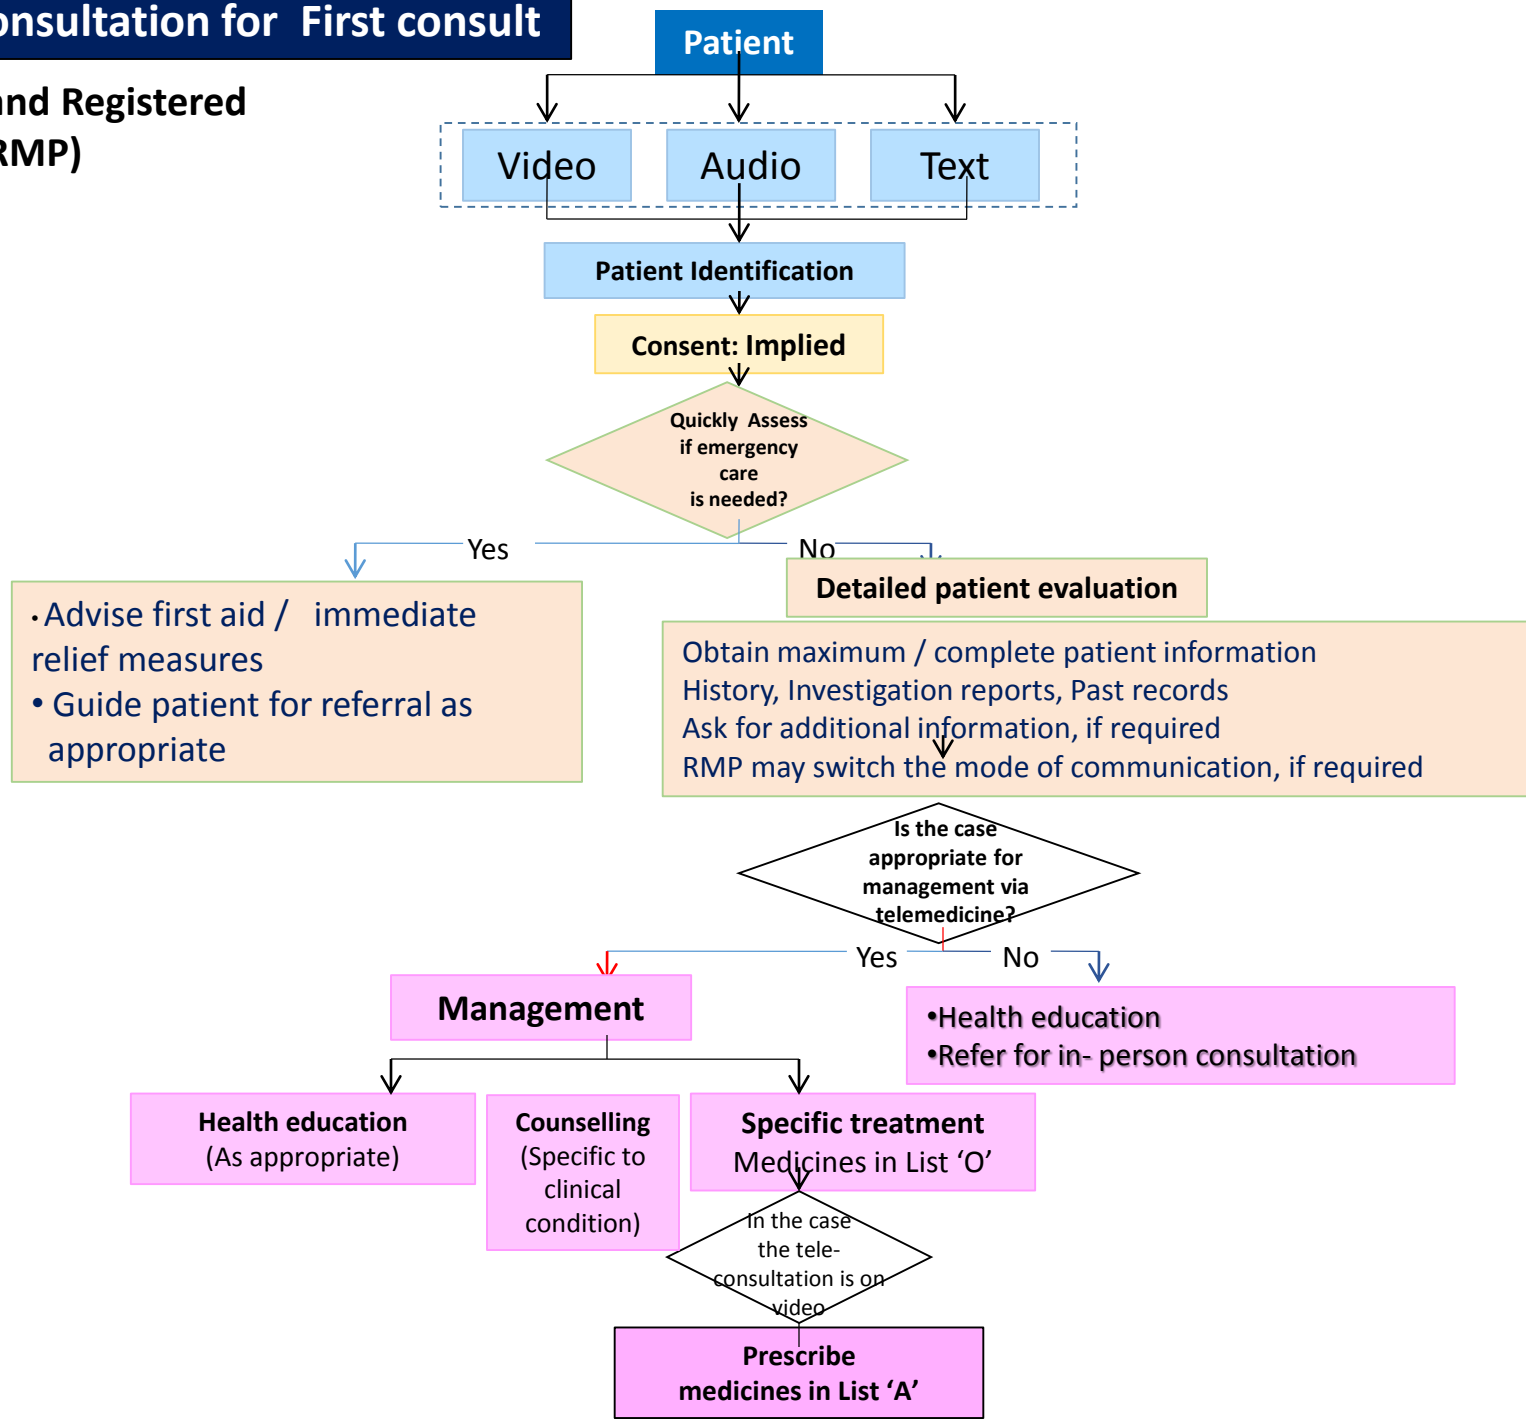 onsultation for First consult
Patient
and Registered
RMP)
Video
Audio
Text
Patient Identification
Consent: Implied
Quickly Assess
if emergency
care
is needed?
Yes
No
• Advise first aid / immediate
relief measures
• Guide patient for referral as
appropriate
Detailed patient evaluation
Obtain maximum / complete patient information
History, Investigation reports, Past records
Ask for additional information, if required
RMP may switch the mode of communication, if required
Is the case
appropriate for
management via
telemedicine?
Yes
No
Management
•Health education
•Refer for in- person consultation
Health education
(As appropriate)
Counselling
(Specific to
clinical
condition)
Specific treatment
Medicines in List ‘O’
In the case
the tele-
consultation is on
video
Prescribe
medicines in List ‘A’